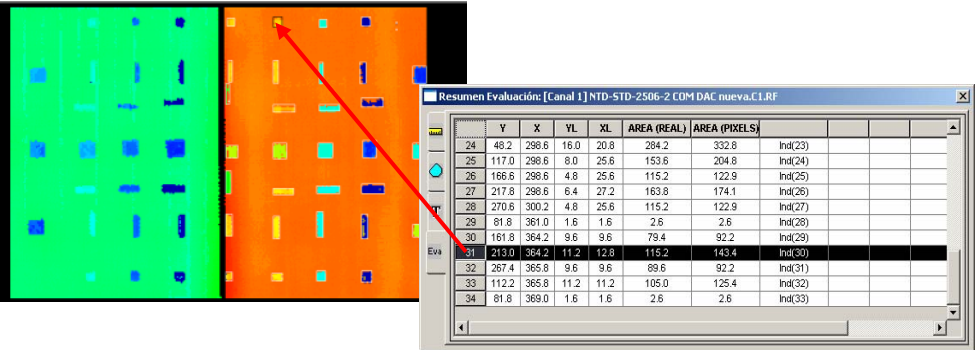 Resumen Evaluación: [Canal 1] NTD-STD-2506-2 COM DAC nueva.C1.RF
Y X YL XL AREA (REAL) AREA (PIXELS)
24 48.2 298.6 16.0 20.8 284.2 332.8 Ind(23)
25 117.0 298.6 8.0 25.6 153.6 204.8 Ind(24)
26 166.6 298.6 4.8 25.6 115.2 122.9 Ind(25)
27 217.8 298.6 6.4 27.2 163.8 174.1 Ind(26)
28 270.6 300.2 4.8 25.6 115.2 122.9 Ind(27)
29 81.8 361.0 1.6 1.6 2.6 2.6 Ind(28)
30 161.8 364.2 9.6 9.6 79.4 92.2 Ind(29)
31 213.0 364.2 11.2 12.8 115.2 143.4 Ind(30)
32 267.4 365.8 9.6 9.6 89.6 92.2 Ind(31)
33 112.2 365.8 11.2 11.2 105.0 125.4 Ind(32)
34 81.8 369.0 1.6 1.6 2.6 2.6 Ind(33)
T
Eva